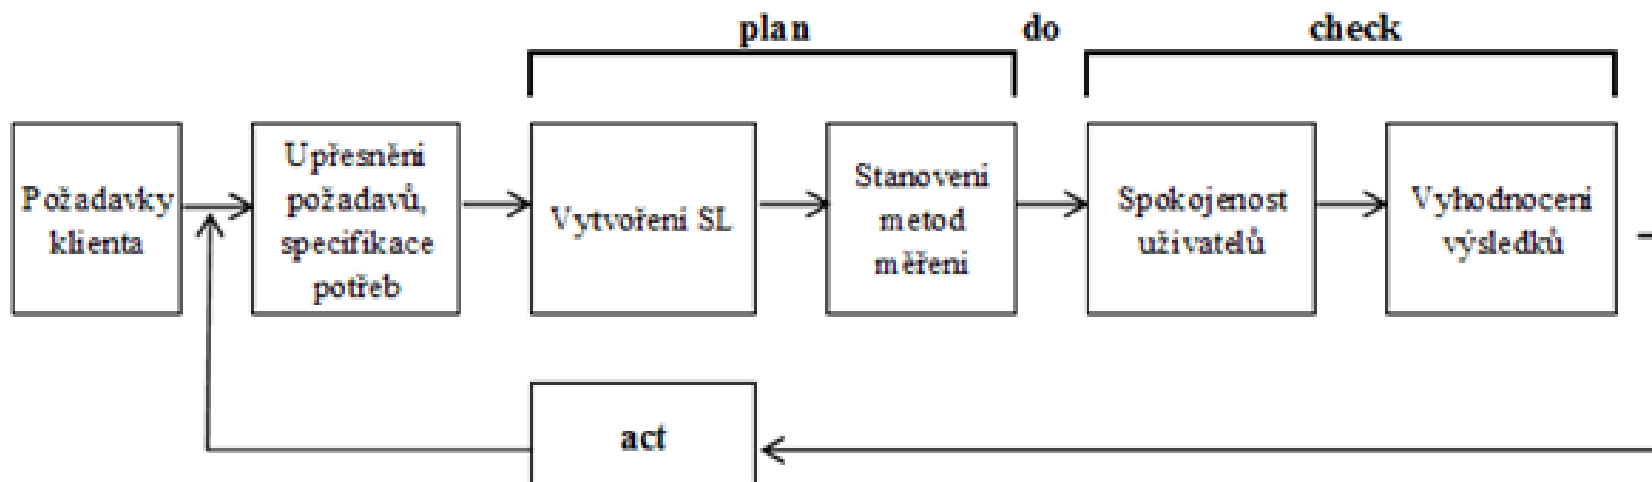 plan
do
check
Požadavky
klienta
Upřesnění
požadavů,
specifikace
potřeb
Vytvoření SL
Stanovení
metod
měření
Spokojenost
uživatelů
Vyhodnocení
výsledků
act